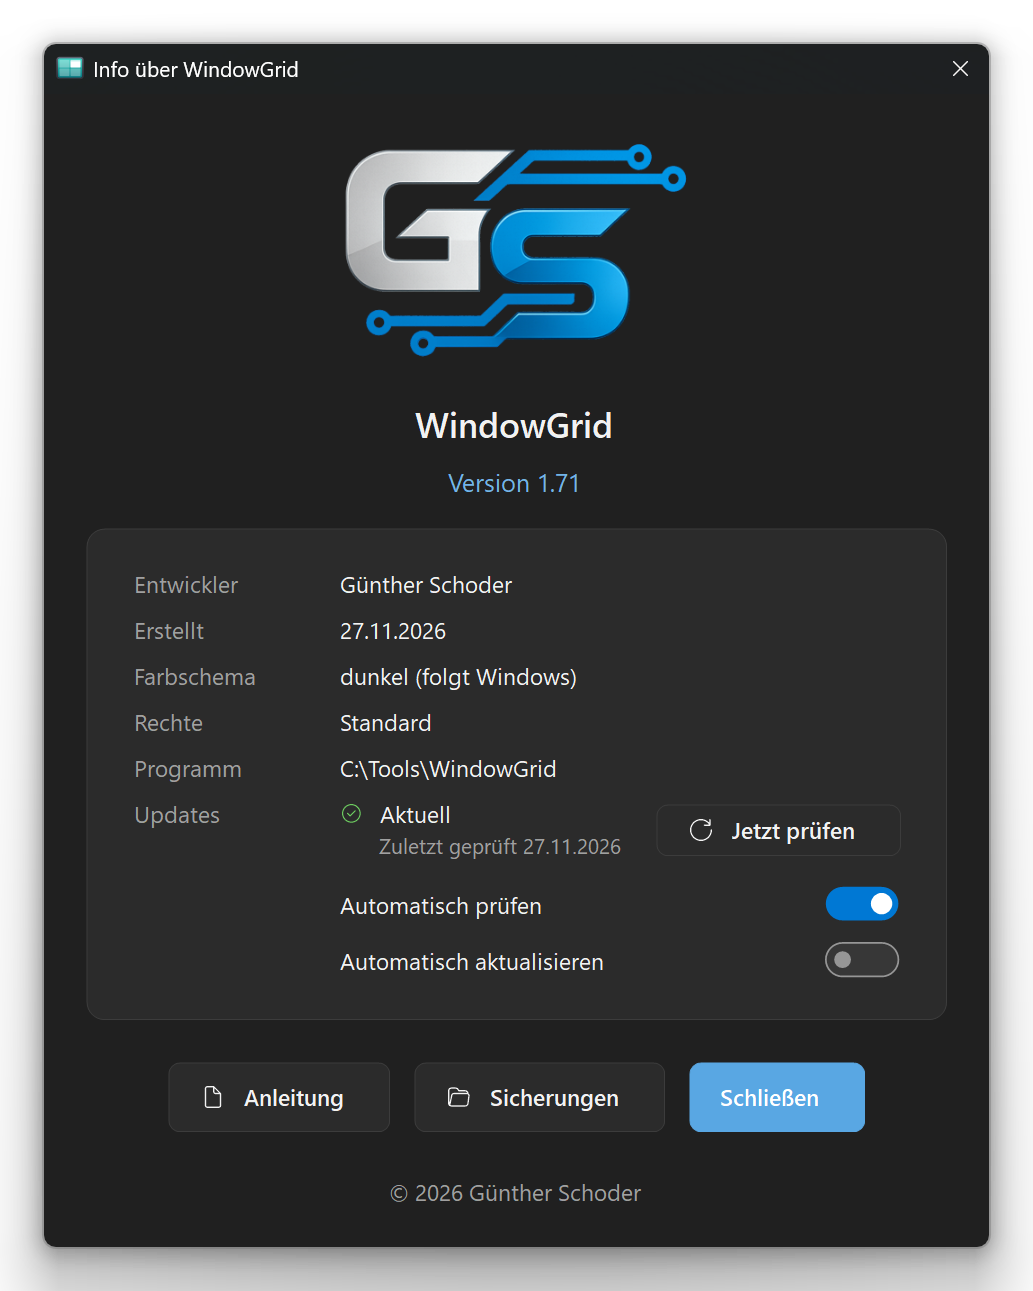 Info über WindowGrid
GS
WindowGrid
Version 1.71
Entwickler Günther Schoder
Erstellt 27.11.2026
Farbschema dunkel (folgt Windows)
Rechte Standard
Programm C:\Tools\WindowGrid
Updates Aktuell
Zuletzt geprüft 27.11.2026
Jetzt prüfen
Automatisch prüfen
Automatisch aktualisieren
Anleitung Sicherungen Schließen
© 2026 Günther Schoder